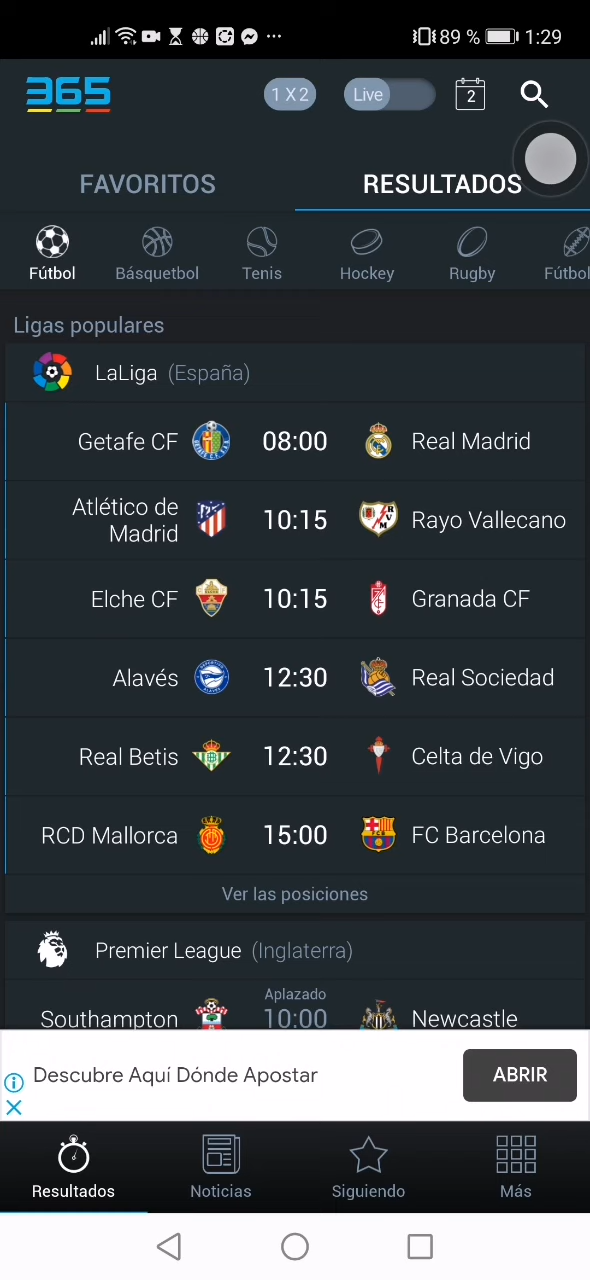 89 % 1:29
365 1 X 2 Live 2
FAVORITOS RESULTADOS
Fútbol Básquetbol Tenis Hockey Rugby Fútbol
Ligas populares
LaLiga (España)
Getafe CF 08:00 Real Madrid
Atlético de
Madrid 10:15 Rayo Vallecano
Elche CF 10:15 Granada CF
Alavés 12:30 Real Sociedad
Real Betis 12:30 Celta de Vigo
RCD Mallorca 15:00 FC Barcelona
Ver las posiciones
Premier League (Inglaterra)
Aplazado
Southampton 10:00 Newcastle
Descubre Aquí Dónde Apostar ABRIR
Resultados Noticias Siguiendo Más